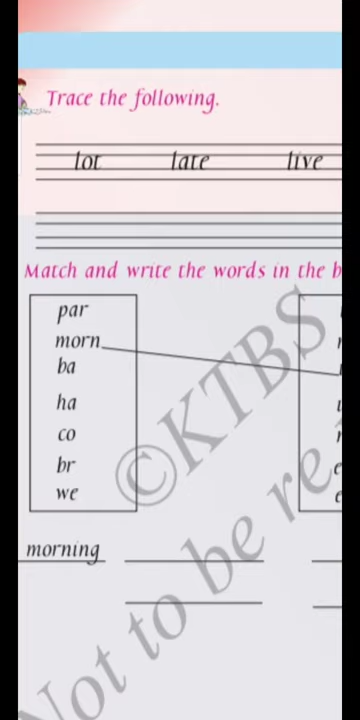 Trace the following.
lot late live
Match and write the words in the b
par
morn
ba
ha
co
br
we
morning
©KTBS
Not to be re